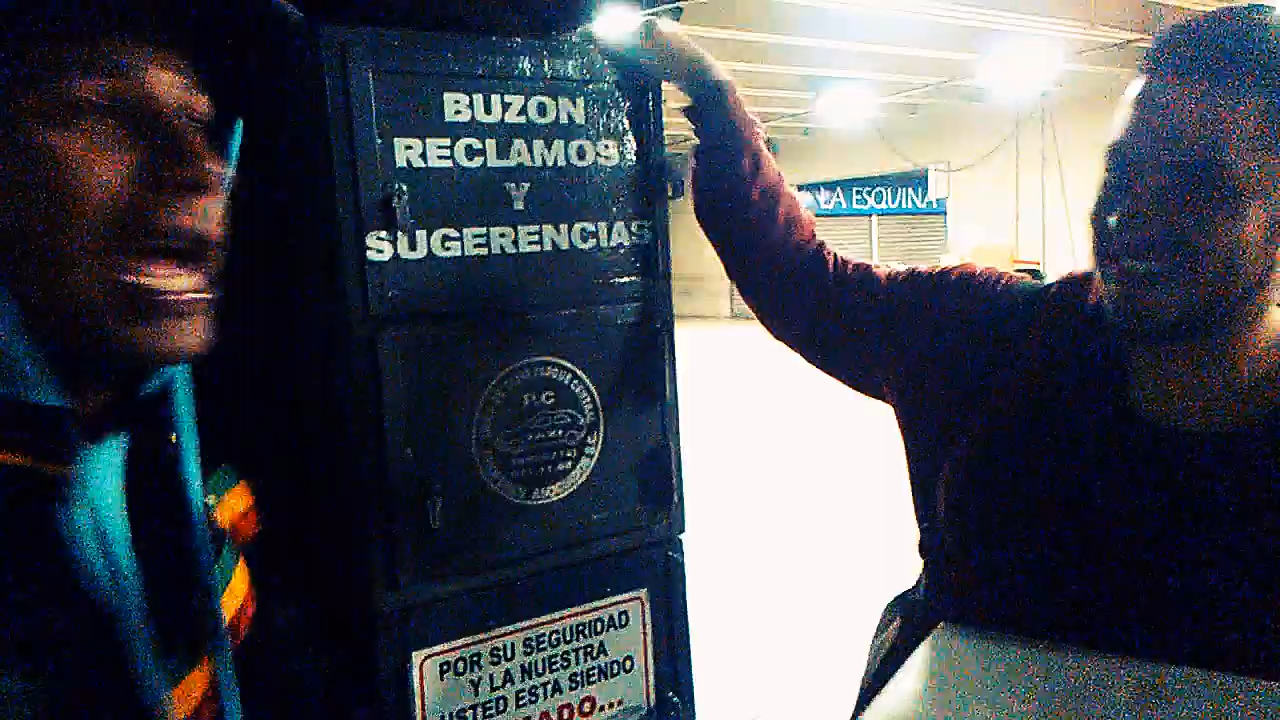 BUZON
RECLAMOS
Y
SUGERENCIAS
LA ESQUINA
POR SU SEGURIDAD
Y LA NUESTRA
USTED ESTA SIENDO